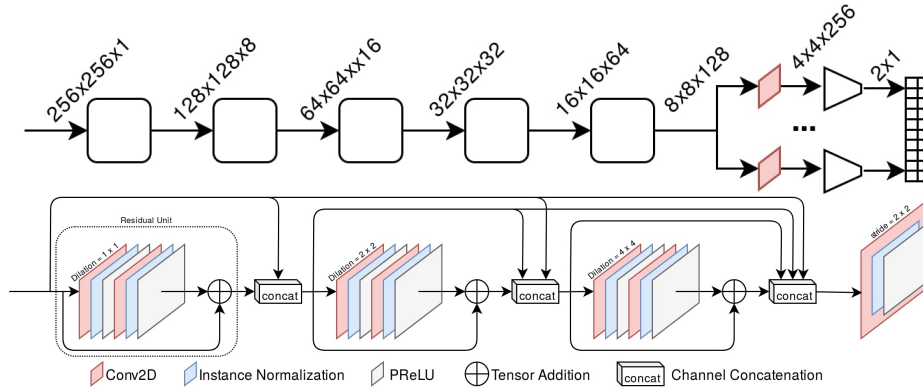 256x256x1
128x128x8
64x64xx16
32x32x32
16x16x64
8x8x128
4x4x256
2x1
...
Residual Unit
Dilation = 1 x 1
Dilation = 2 x 2
Dilation = 4 x 4
stride = 2 x 2
concat
concat
concat
Conv2D
Instance Normalization
PReLU
Tensor Addition
concat
Channel Concatenation